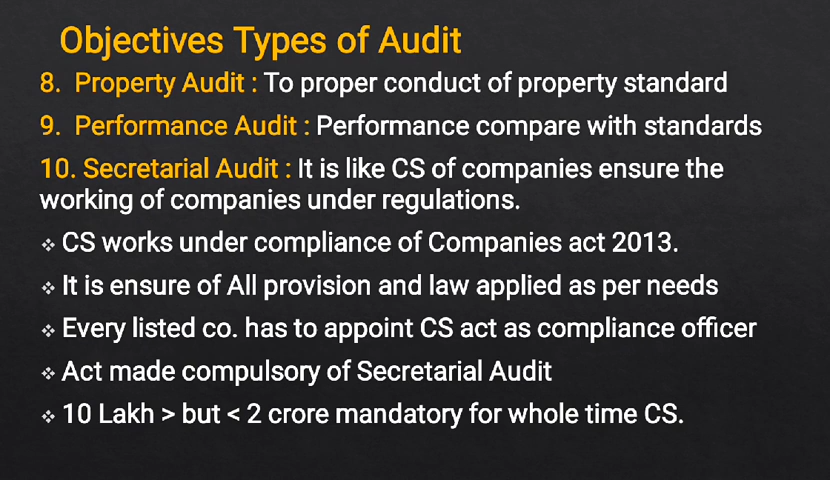 Objectives Types of Audit
8. Property Audit : To proper conduct of property standard
9. Performance Audit : Performance compare with standards
10. Secretarial Audit : It is like CS of companies ensure the
working of companies under regulations.
❖ CS works under compliance of Companies act 2013.
❖ It is ensure of All provision and law applied as per needs
❖ Every listed co. has to appoint CS act as compliance officer
❖ Act made compulsory of Secretarial Audit
❖ 10 Lakh > but < 2 crore mandatory for whole time CS.